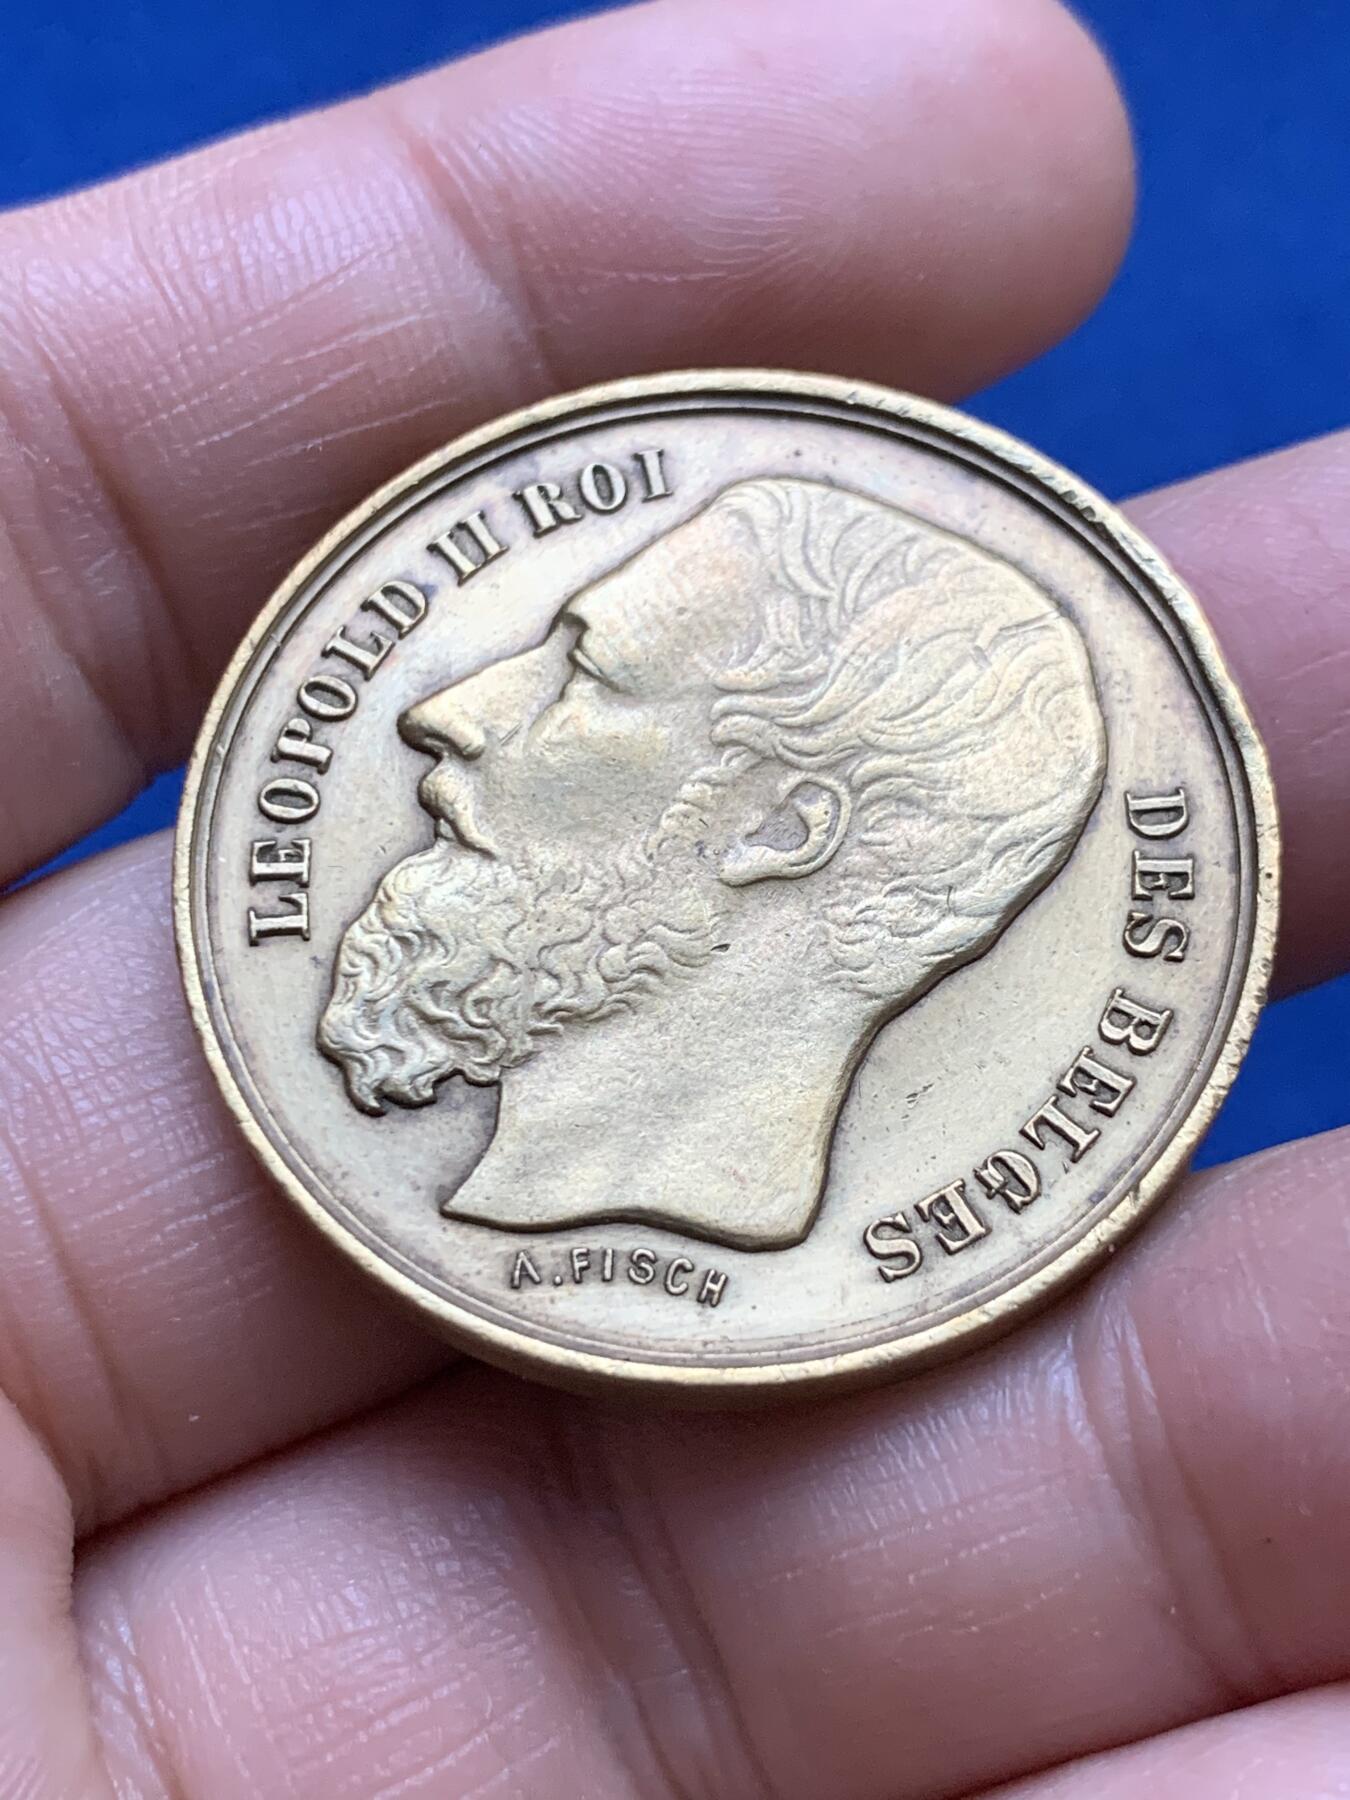 LEOPOLD II ROI
DES BELGES
A.FISCH